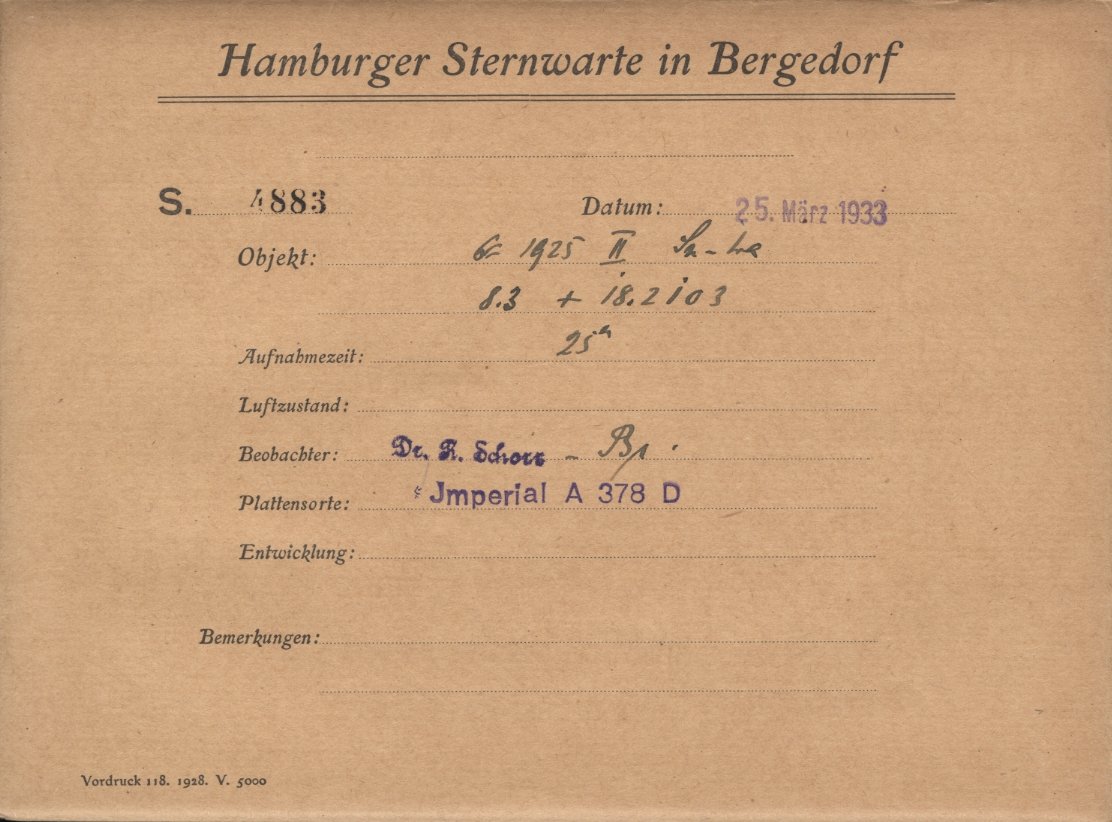 Hamburger Sternwarte in Bergedorf
S. 4883 Datum: 25. März 1933
Objekt: 1925 II
8.3 + 18.2 103
Aufnahmezeit: 25m
Luftzustand:
Beobachter: Dr. R. Schorr –
Plattensorte: Jmperial A 378 D
Entwicklung:
Bemerkungen:
Vordruck 118. 1928. V. 5000